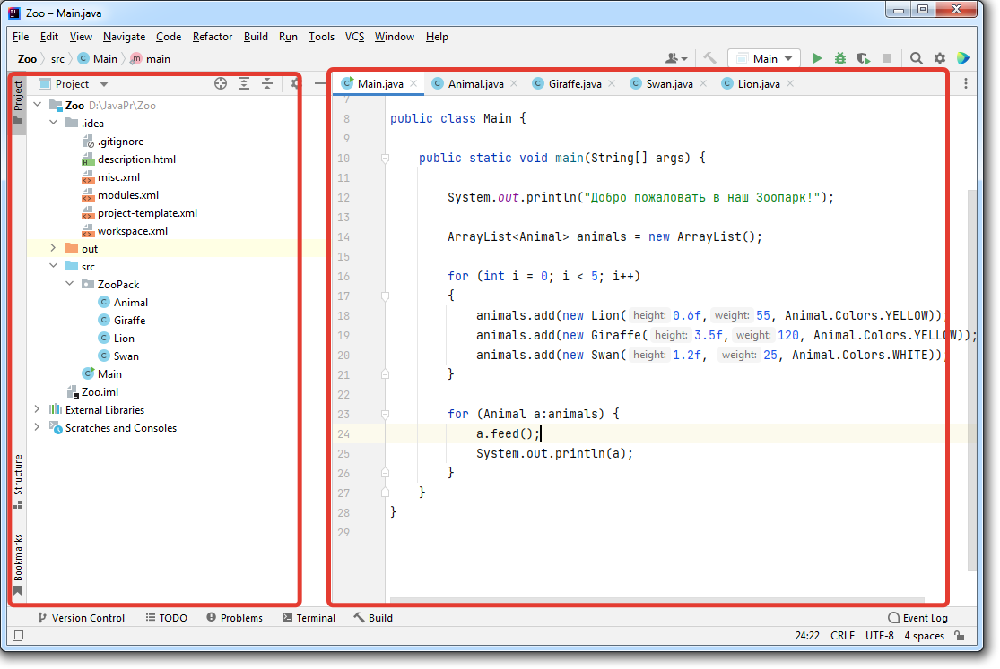 Zoo – Main.java
File Edit View Navigate Code Refactor Build Run Tools VCS Window Help
Zoo src Main main
Main
Project
Project
Zoo D:\JavaPr\Zoo
.idea
.gitignore
description.html
misc.xml
modules.xml
project-template.xml
workspace.xml
out
src
ZooPack
Animal
Giraffe
Lion
Swan
Main
Zoo.iml
External Libraries
Scratches and Consoles
Structure
Bookmarks
Main.java Animal.java Giraffe.java Swan.java Lion.java
7
8 public class Main {
9
10 public static void main(String[] args) {
11
12 System.out.println("Добро пожаловать в наш Зоопарк!");
13
14 ArrayList<Animal> animals = new ArrayList();
15
16 for (int i = 0; i < 5; i++)
17 {
18 animals.add(new Lion( height: 0.6f, weight: 55, Animal.Colors.YELLOW));
19 animals.add(new Giraffe( height: 3.5f, weight: 120, Animal.Colors.YELLOW));
20 animals.add(new Swan( height: 1.2f, weight: 25, Animal.Colors.WHITE));
21 }
22
23 for (Animal a:animals) {
24 a.feed();
25 System.out.println(a);
26 }
27 }
28 }
29
Version Control TODO Problems Terminal Build Event Log
24:22 CRLF UTF-8 4 spaces